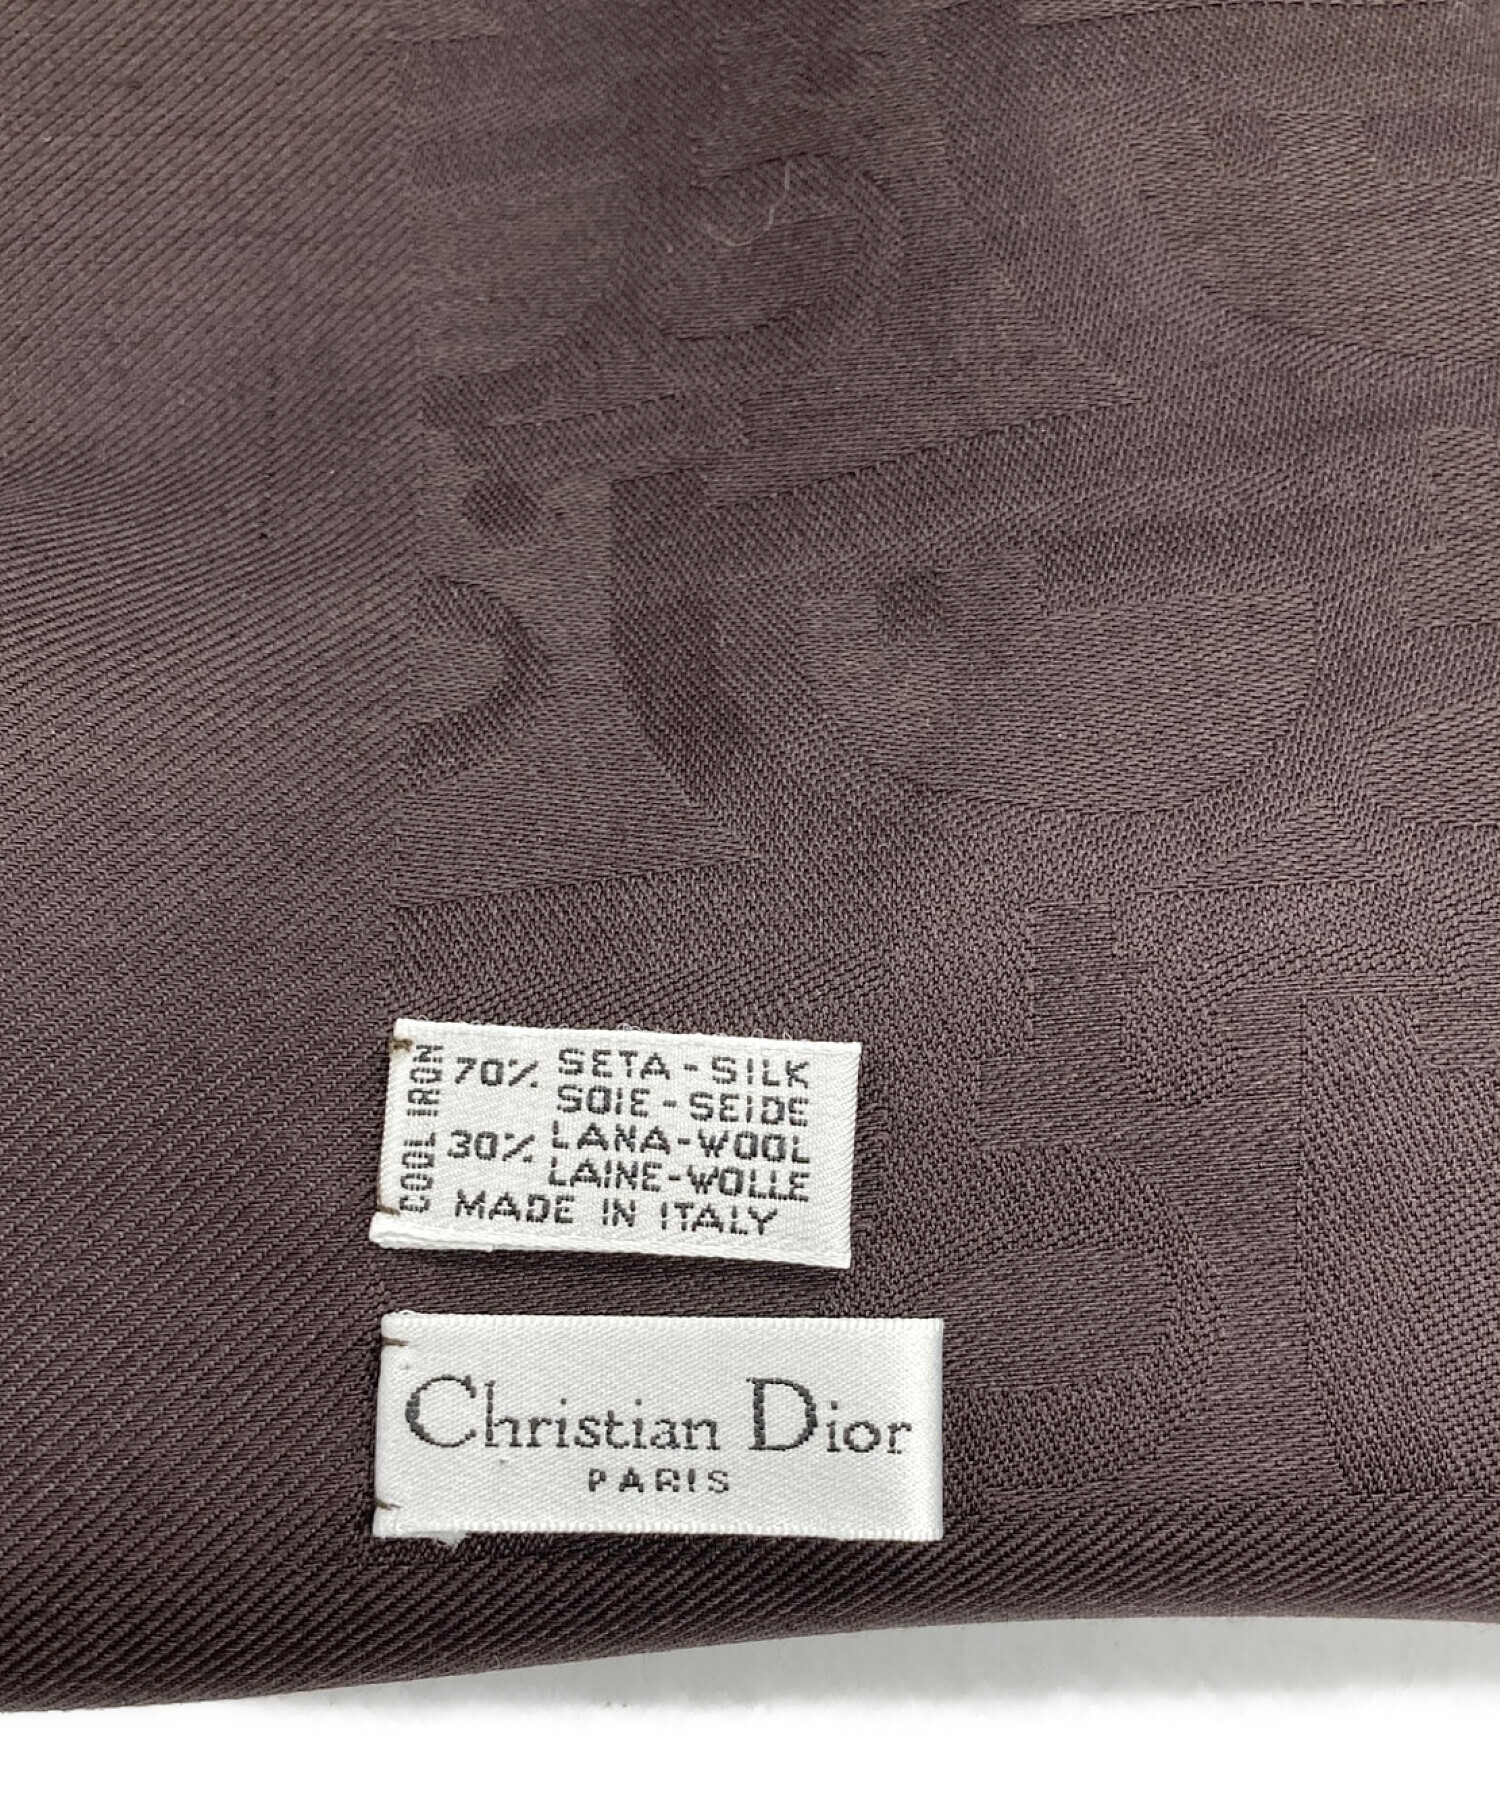 COOL IRON
70% SETA-SILK
SOIE-SEIDE
30% LANA-WOOL
LAINE-WOLLE
MADE IN ITALY
Christian Dior
PARIS